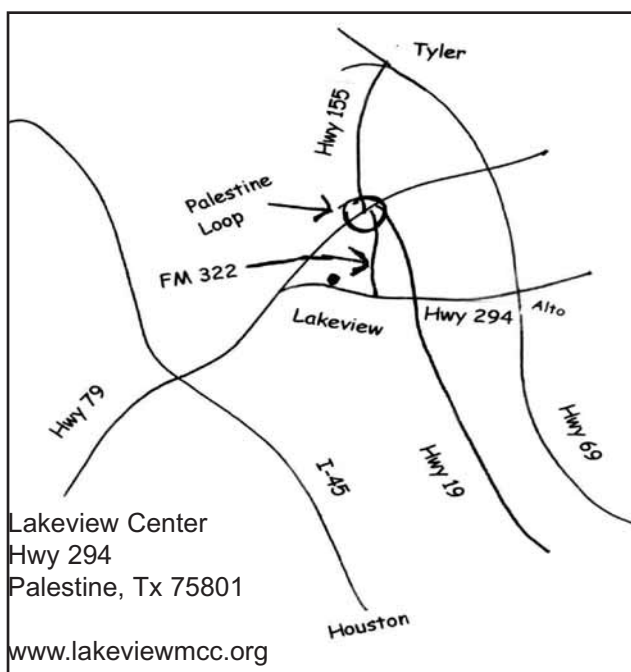 Tyler
Hwy 155
Palestine
Loop
FM 322
Lakeview
Hwy 294
Alto
Hwy 79
I-45
Hwy 19
Hwy 69
Lakeview Center
Hwy 294
Palestine, Tx 75801
Houston
www.lakeviewmcc.org